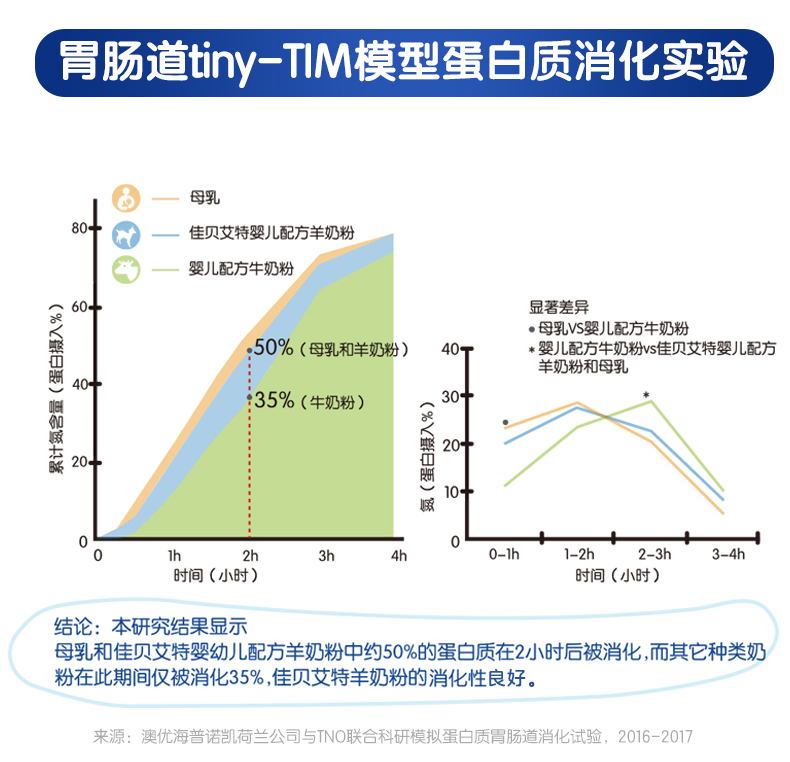 胃肠道tiny-TIM模型蛋白质消化实验
母乳
佳贝艾特婴儿配方羊奶粉
婴儿配方牛奶粉
累计氮含量（蛋白摄入%）
80
60
40
20
0
50%（母乳和羊奶粉）
35%（牛奶粉）
0 1h 2h 3h 4h
时间（小时）
显著差异
母乳VS婴儿配方牛奶粉
* 婴儿配方牛奶粉vs佳贝艾特婴儿配方
羊奶粉和母乳
氮（蛋白摄入%）
40
30
20
10
0
*
0-1h 1-2h 2-3h 3-4h
时间（小时）
结论：本研究结果显示
母乳和佳贝艾特婴幼儿配方羊奶粉中约50%的蛋白质在2小时后被消化,而其它种类奶
粉在此期间仅被消化35%,佳贝艾特羊奶粉的消化性良好。
来源：澳优海普诺凯荷兰公司与TNO联合科研模拟蛋白质胃肠道消化试验，2016-2017